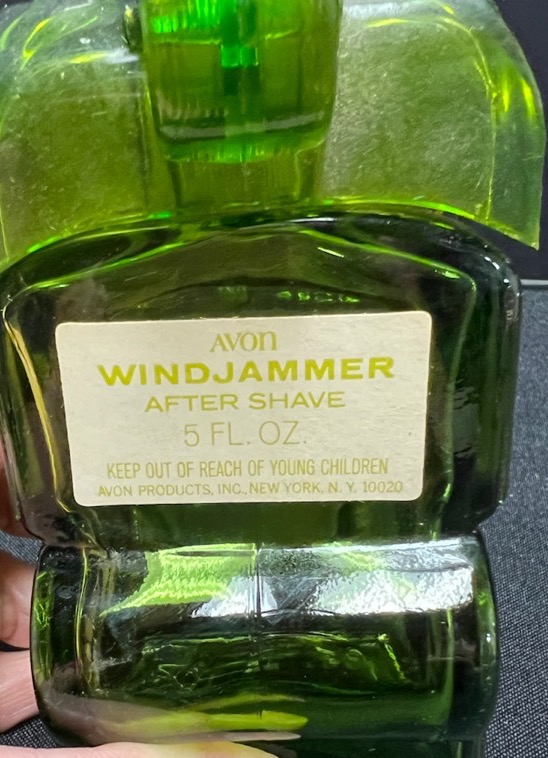 AVON
WINDJAMMER
AFTER SHAVE
5 FL. OZ.
KEEP OUT OF REACH OF YOUNG CHILDREN
AVON PRODUCTS, INC., NEW YORK, N. Y. 10020